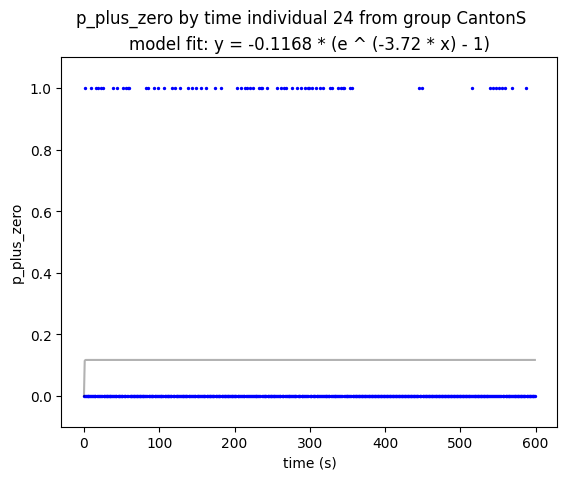 p_plus_zero by time individual 24 from group CantonS
model fit: y = -0.1168 * (e ^ (-3.72 * x) - 1)
1.0
0.8
0.6
0.4
0.2
0.0
p_plus_zero
0 100 200 300 400 500 600
time (s)